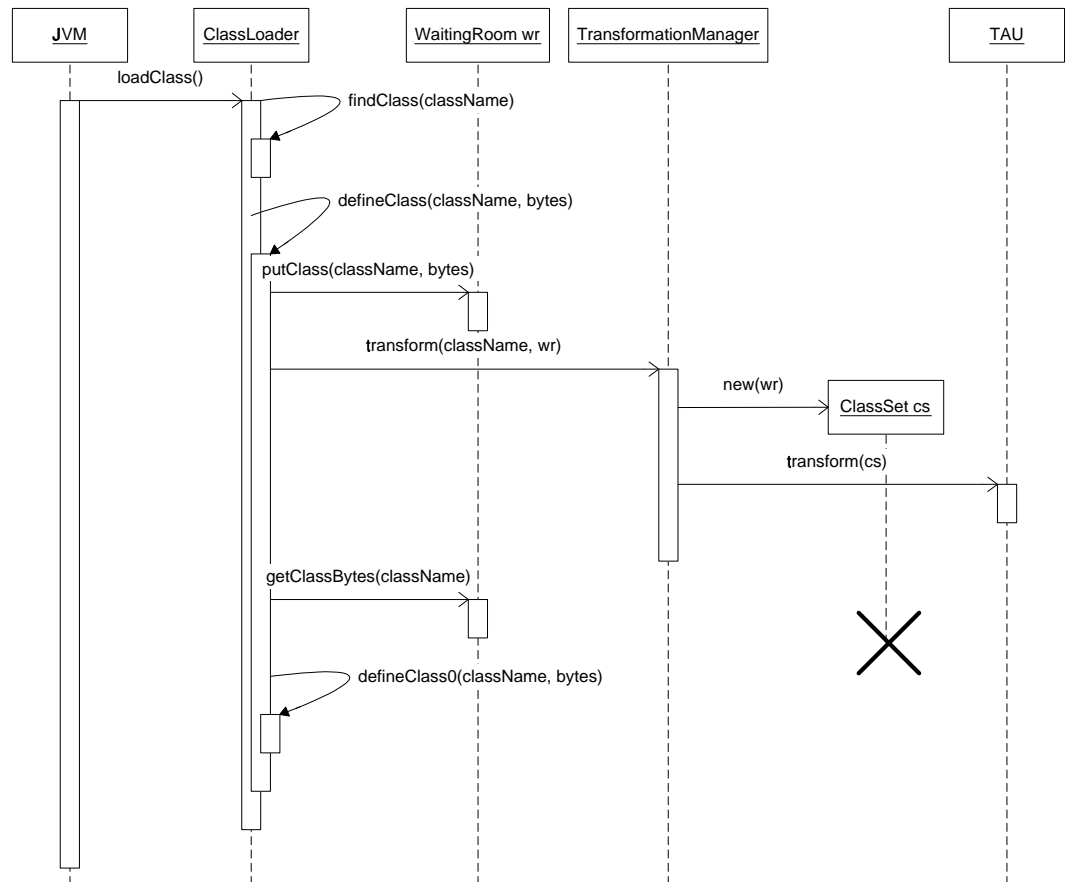 JVM
ClassLoader
WaitingRoom wr
TransformationManager
TAU
loadClass()
findClass(className)
defineClass(className, bytes)
putClass(className, bytes)
transform(className, wr)
new(wr)
ClassSet cs
transform(cs)
getClassBytes(className)
defineClass0(className, bytes)